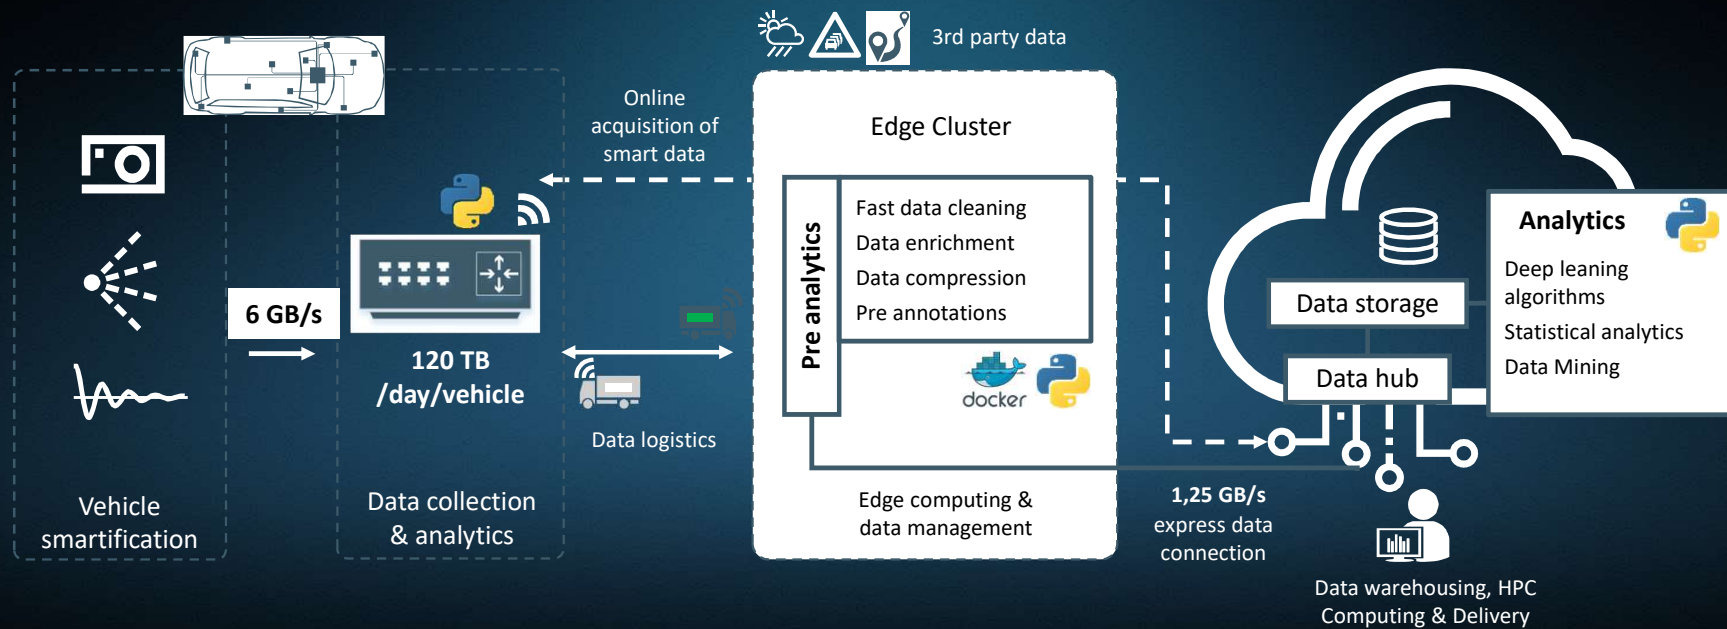 Vehicle
smartification
6 GB/s
120 TB
/day/vehicle
Data collection
& analytics
Online
acquisition of
smart data
Data logistics
3rd party data
Edge Cluster
Pre analytics
Fast data cleaning
Data enrichment
Data compression
Pre annotations
docker
Edge computing &
data management
1,25 GB/s
express data
connection
Data storage
Data hub
Analytics
Deep leaning
algorithms
Statistical analytics
Data Mining
Data warehousing, HPC
Computing & Delivery